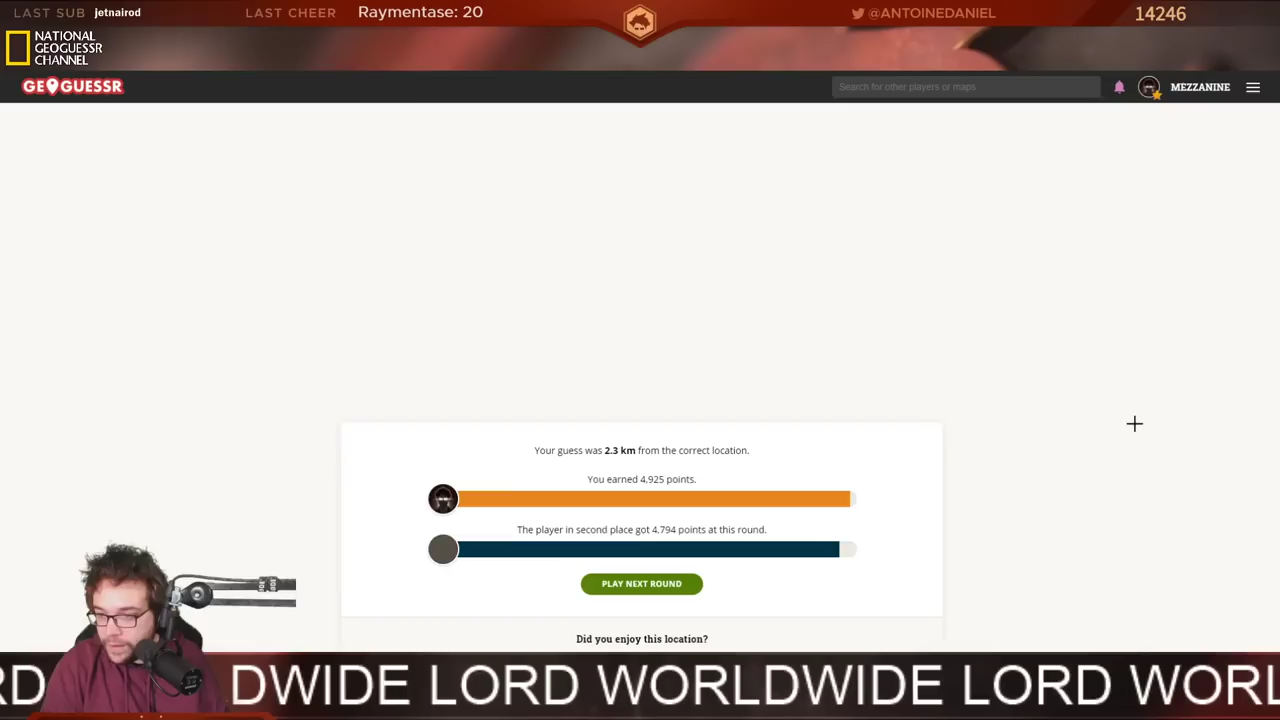 LAST SUB jetnairod LAST CHEER Raymentase: 20 @ANTOINEDANIEL 14246
NATIONAL
GEOGUESSR
CHANNEL
GEOGUESSR Search for other players or maps MEZZANINE
Your guess was 2.3 km from the correct location.
You earned 4,925 points.
The player in second place got 4,794 points at this round.
PLAY NEXT ROUND
Did you enjoy this location?
RD DWIDE LORD WORLDWIDE LORD WORL